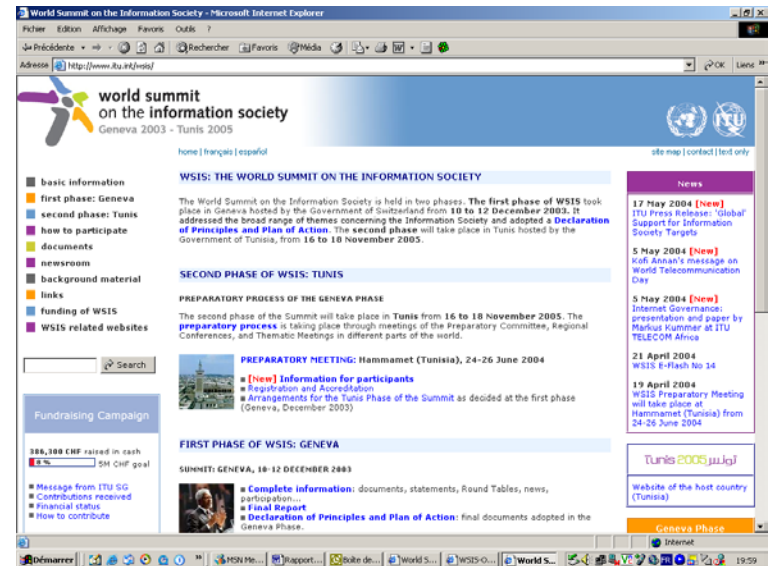 World Summit on the Information Society - Microsoft Internet Explorer
Fichier Edition Affichage Favoris Outils ?
Précédente Rechercher Favoris Média
Adresse http://www.itu.int/wsis/ OK Liens
world summit
on the information society
Geneva 2003 - Tunis 2005
home | français | español
site map | contact | text only
basic information
first phase: Geneva
second phase: Tunis
how to participate
documents
newsroom
background material
links
funding of WSIS
WSIS related websites
Search
Fundraising Campaign
386,300 CHF raised in cash
8 % 5M CHF goal
Message from ITU SG
Contributions received
Financial status
How to contribute
WSIS: THE WORLD SUMMIT ON THE INFORMATION SOCIETY
The World Summit on the Information Society is held in two phases. The first phase of WSIS took
place in Geneva hosted by the Government of Switzerland from 10 to 12 December 2003. It
addressed the broad range of themes concerning the Information Society and adopted a Declaration
of Principles and Plan of Action. The second phase will take place in Tunis hosted by the
Government of Tunisia, from 16 to 18 November 2005.
SECOND PHASE OF WSIS: TUNIS
PREPARATORY PROCESS OF THE GENEVA PHASE
The second phase of the Summit will take place in Tunis from 16 to 18 November 2005. The
preparatory process is taking place through meetings of the Preparatory Committee, Regional
Conferences, and Thematic Meetings in different parts of the world.
PREPARATORY MEETING: Hammamet (Tunisia), 24-26 June 2004
[New] Information for participants
Registration and Accreditation
Arrangements for the Tunis Phase of the Summit as decided at the first phase
(Geneva, December 2003)
FIRST PHASE OF WSIS: GENEVA
SUMMIT: GENEVA, 10-12 DECEMBER 2003
Complete information: documents, statements, Round Tables, news,
participation...
Final Report
Declaration of Principles and Plan of Action: final documents adopted in the
Geneva Phase.
News
17 May 2004 [New]
ITU Press Release: 'Global'
Support for Information
Society Targets
5 May 2004 [New]
Kofi Annan's message on
World Telecommunication
Day
5 May 2004 [New]
Internet Governance:
presentation and paper by
Markus Kummer at ITU
TELECOM Africa
21 April 2004
WSIS E-Flash No 14
19 April 2004
WSIS Preparatory Meeting
will take place at
Hammamet (Tunisia) from
24-26 June 2004
Tunis 2005 تونس
Website of the host country
(Tunisia)
Geneva Phase
Internet
Démarrer MSN Me... Rapport... Boîte de... World S... WSIS-O... World S... FR 19:59